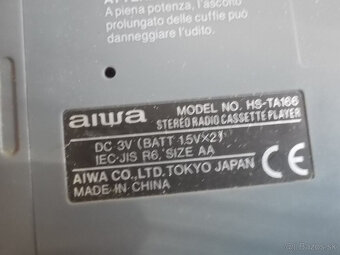 A piena potenza, l'ascolto
prolungato delle cuffie può
danneggiare l'udito.
aiwa
MODEL NO. HS-TA166
STEREO RADIO CASSETTE PLAYER
DC 3V (BATT 1.5V×2)
IEC·JIS R6, SIZE AA
AIWA CO., LTD. TOKYO JAPAN
MADE IN CHINA
CE
Bazos.sk